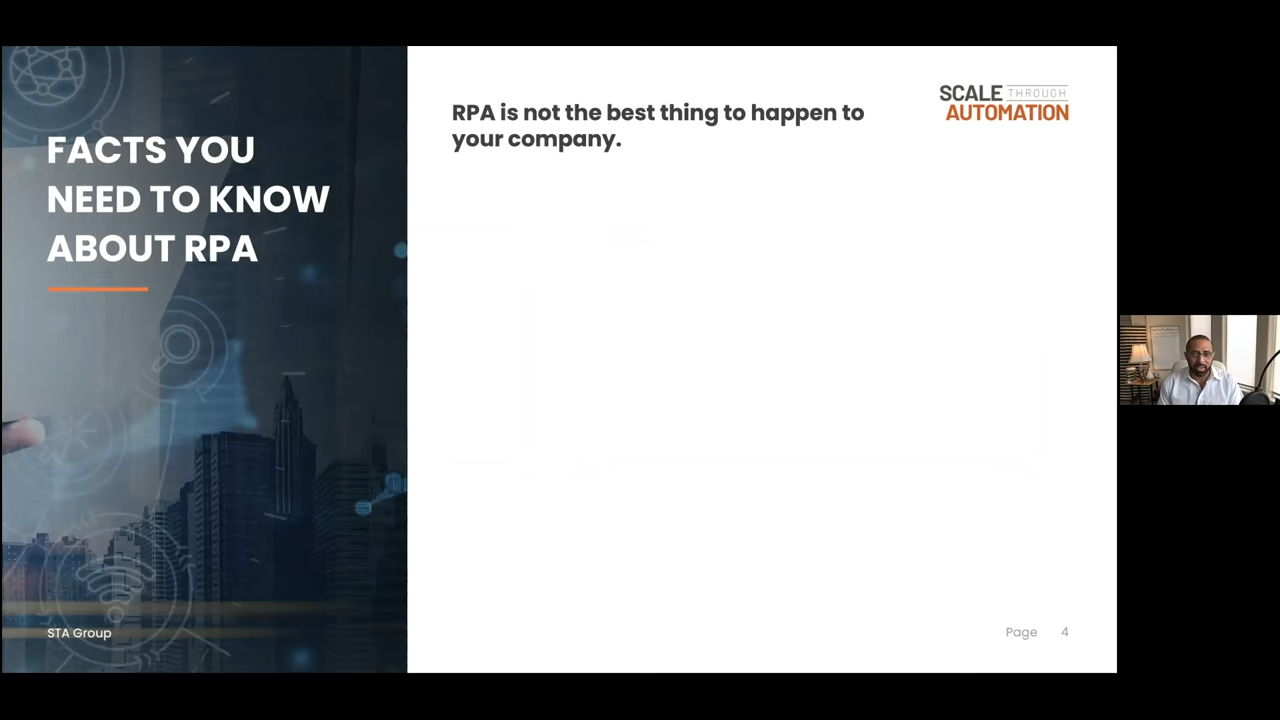 FACTS YOU
NEED TO KNOW
ABOUT RPA
STA Group
RPA is not the best thing to happen to
your company.
SCALE THROUGH
AUTOMATION
Page 4